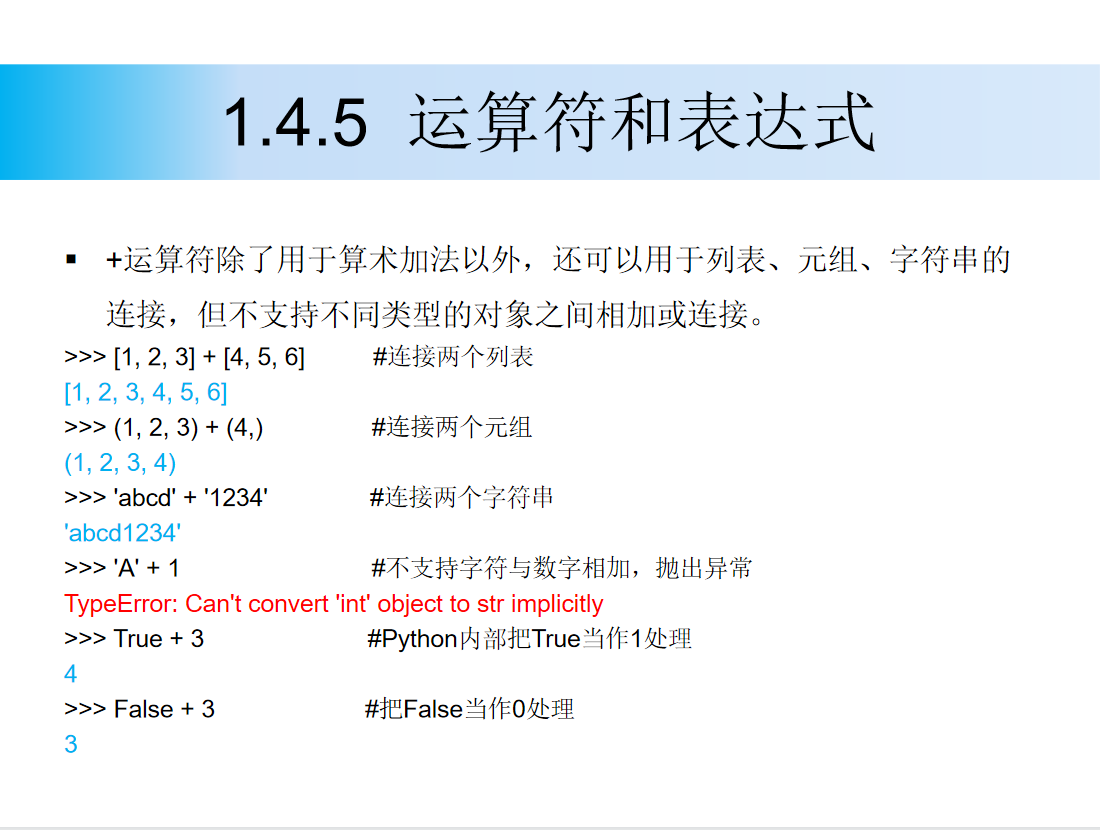 1.4.5 运算符和表达式
▪ +运算符除了用于算术加法以外，还可以用于列表、元组、字符串的
连接，但不支持不同类型的对象之间相加或连接。
>>> [1, 2, 3] + [4, 5, 6] #连接两个列表
[1, 2, 3, 4, 5, 6]
>>> (1, 2, 3) + (4,) #连接两个元组
(1, 2, 3, 4)
>>> 'abcd' + '1234' #连接两个字符串
'abcd1234'
>>> 'A' + 1 #不支持字符与数字相加，抛出异常
TypeError: Can't convert 'int' object to str implicitly
>>> True + 3 #Python内部把True当作1处理
4
>>> False + 3 #把False当作0处理
3